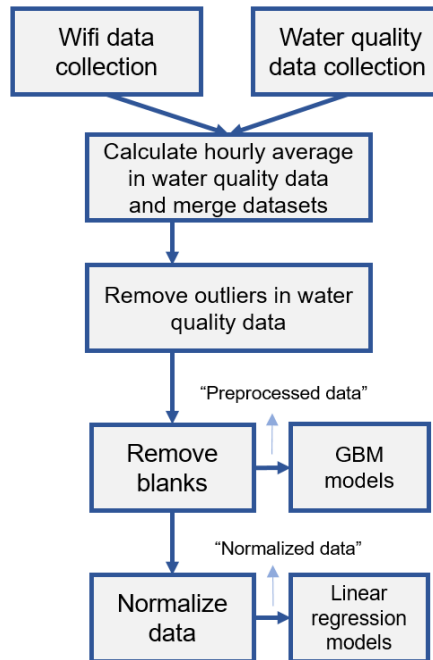 Wifi data
collection
Water quality
data collection
Calculate hourly average
in water quality data
and merge datasets
Remove outliers in water
quality data
“Preprocessed data”
Remove
blanks
GBM
models
“Normalized data”
Normalize
data
Linear
regression
models